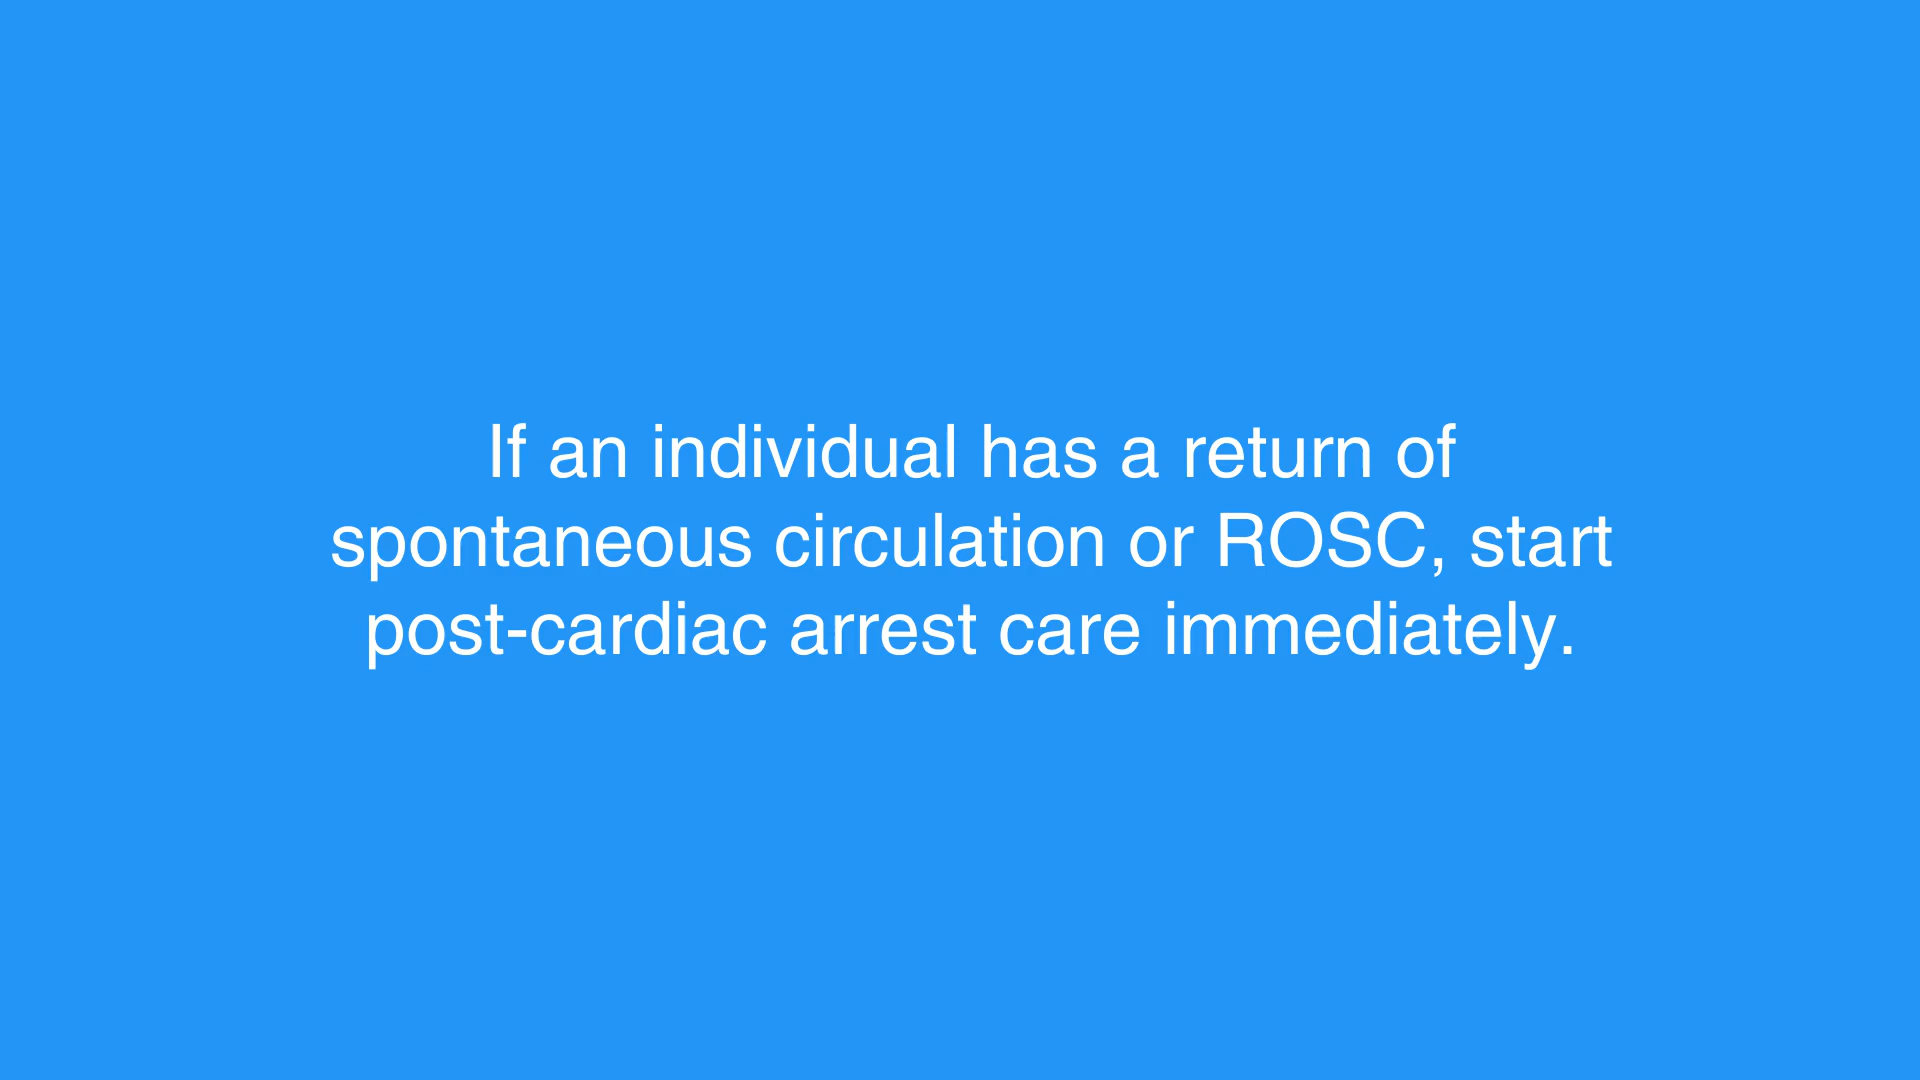 If an individual has a return of
spontaneous circulation or ROSC, start
post-cardiac arrest care immediately.